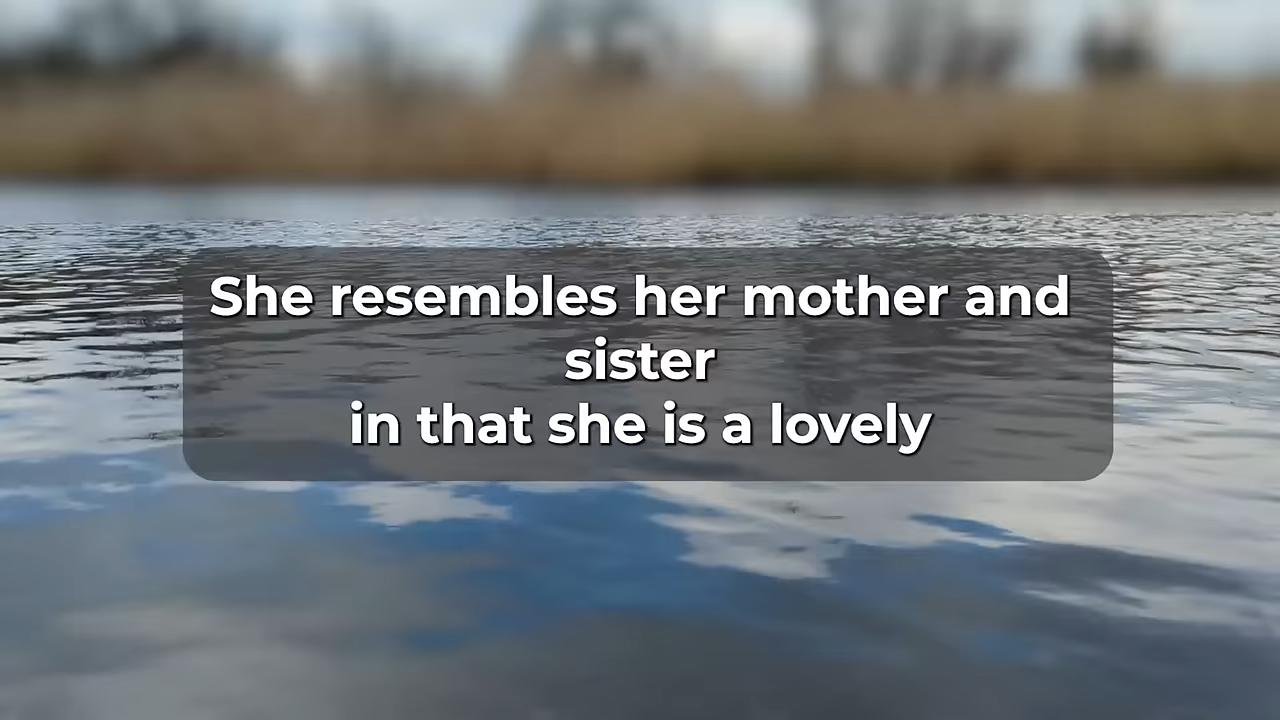 She resembles her mother and
sister
in that she is a lovely